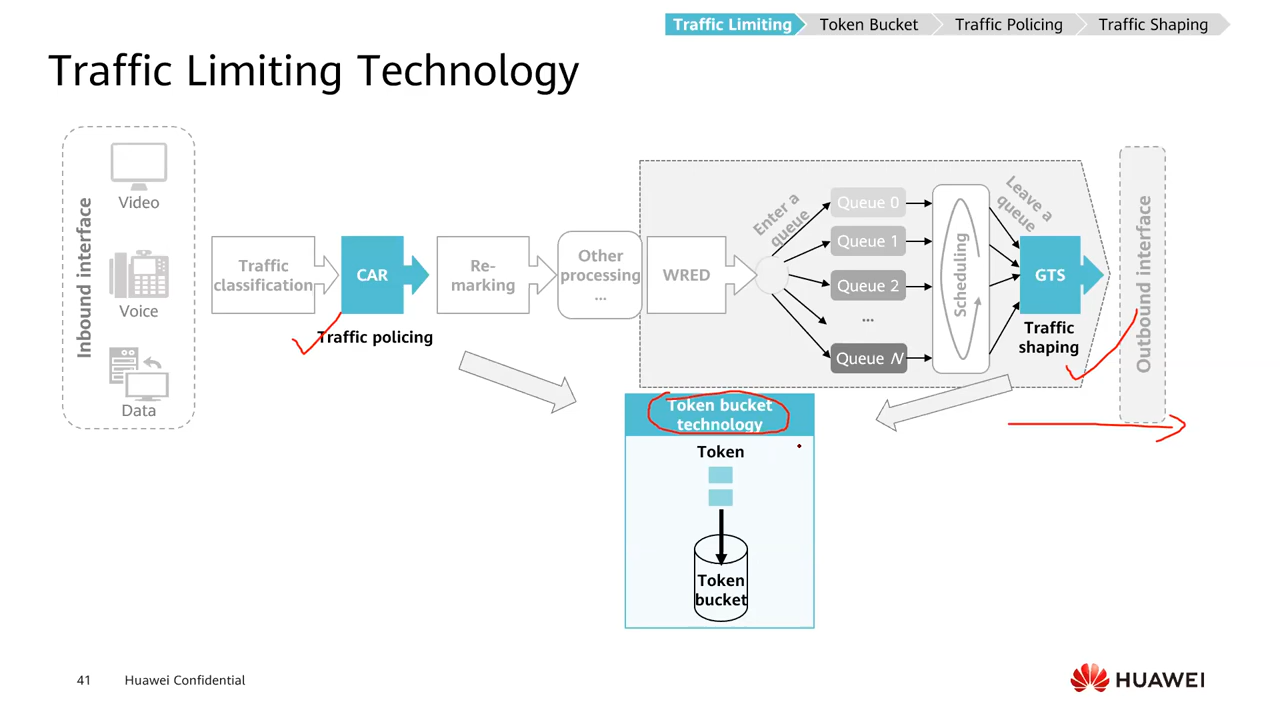 Traffic Limiting
Token Bucket
Traffic Policing
Traffic Shaping
Traffic Limiting Technology
Inbound interface
Video
Voice
Data
Traffic
classification
CAR
Traffic policing
Re-
marking
Other
processing
...
WRED
Enter a
queue
Queue 0
Queue 1
Queue 2
...
Queue N
Scheduling
Leave a
queue
GTS
Traffic
shaping
Outbound interface
Token bucket
technology
Token
Token
bucket
41
Huawei Confidential
HUAWEI